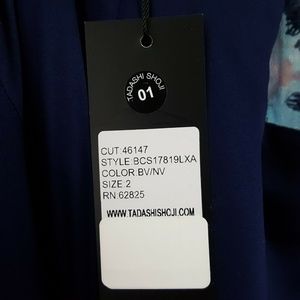 TADASHI SHOJI
01
CUT:46147
STYLE:BCS17819LXA
COLOR:BV/NV
SIZE:2
RN:62825
WWW.TADASHISHOJI.COM